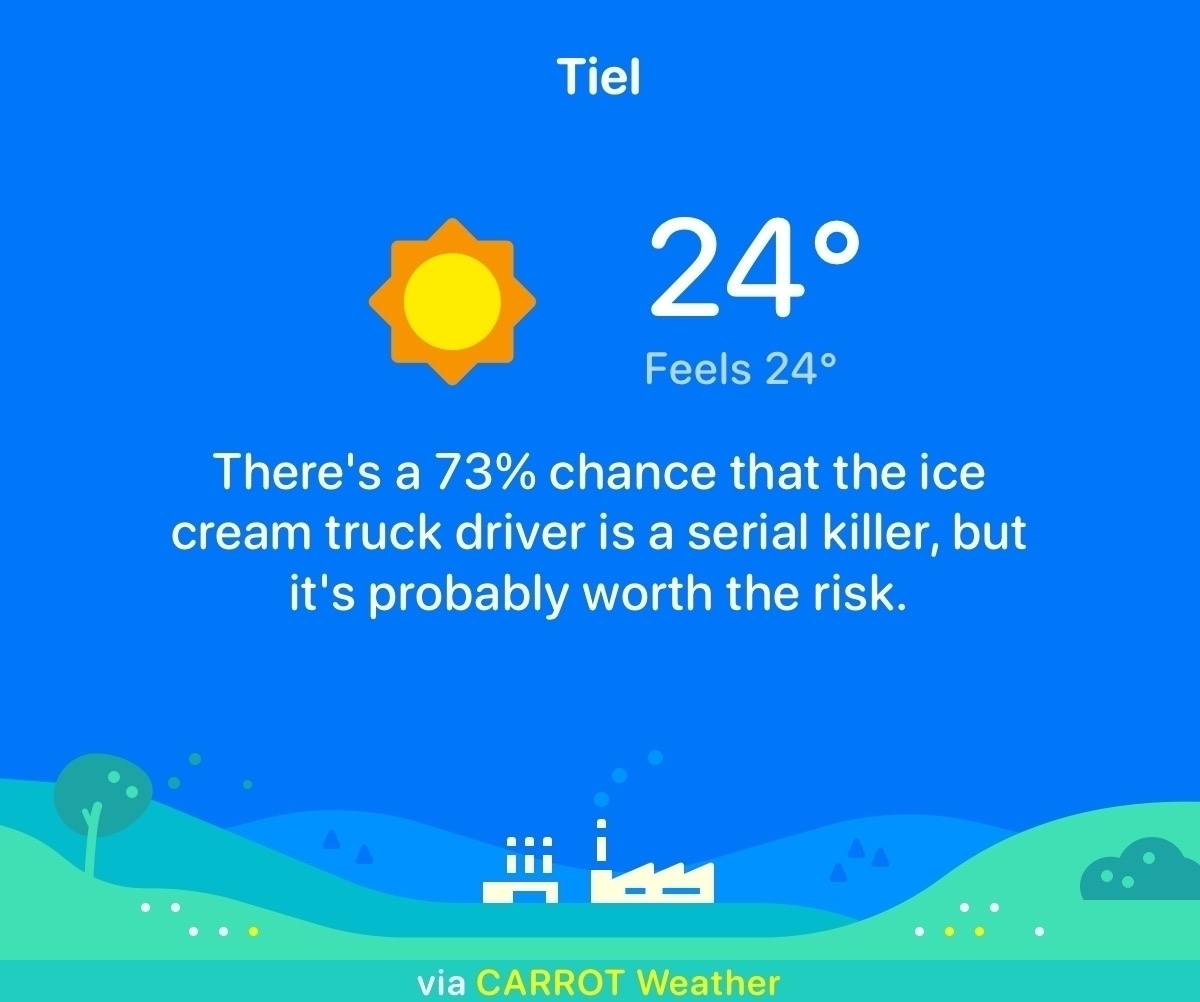 Tiel
24°
Feels 24°
There's a 73% chance that the ice
cream truck driver is a serial killer, but
it's probably worth the risk.
via CARROT Weather